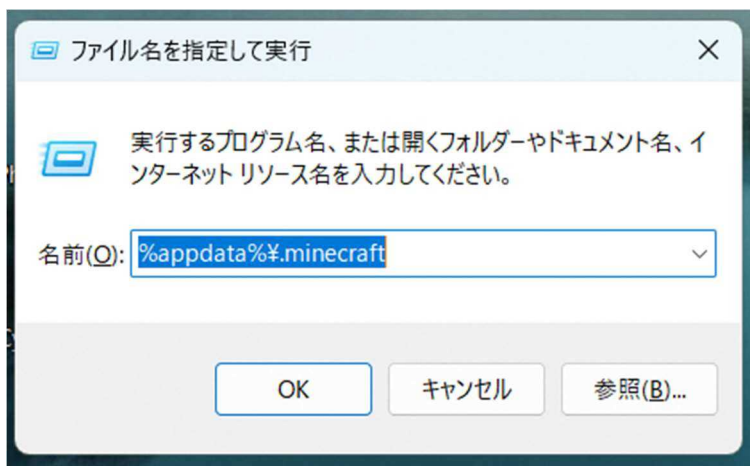 ファイル名を指定して実行
実行するプログラム名、または開くフォルダーやドキュメント名、イ
ンターネット リソース名を入力してください。
名前(O): %appdata%¥.minecraft
OK キャンセル 参照(B)...